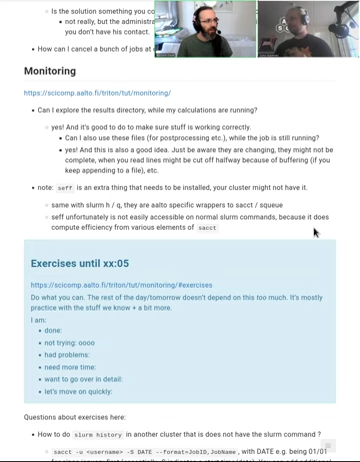 Is the solution something you co
not really, but the administra
you don't have his contact.
How can I cancel a bunch of jobs at
Monitoring
https://scicomp.aalto.fi/triton/tut/monitoring/
Can I explore the results directory, while my calculations are running?
yes! And it's good to do to make sure stuff is working correctly.
Can I also use these files (for postprocessing etc.), while the job is still running?
yes! And this is also a good idea. Just be aware they are changing, they might not be
complete, when you read lines might be cut off halfway because of buffering (if you
keep appending to a file), etc.
note: seff is an extra thing that needs to be installed, your cluster might not have it.
same with slurm h / q, they are aalto specific wrappers to sacct / squeue
seff unfortunately is not easily accessible on normal slurm commands, because it does
compute efficiency from various elements of sacct
Exercises until xx:05
https://scicomp.aalto.fi/triton/tut/monitoring/#exercises
Do what you can. The rest of the day/tomorrow doesn't depend on this too much. It's mostly
practice with the stuff we know + a bit more.
I am:
done:
not trying: oooo
had problems:
need more time:
want to go over in detail:
let's move on quickly:
Questions about exercises here:
How to do slurm history in another cluster that is does not have the slurm command ?
sacct -u <username> -S DATE --format=JobID,JobName , with DATE e.g. being 01/01